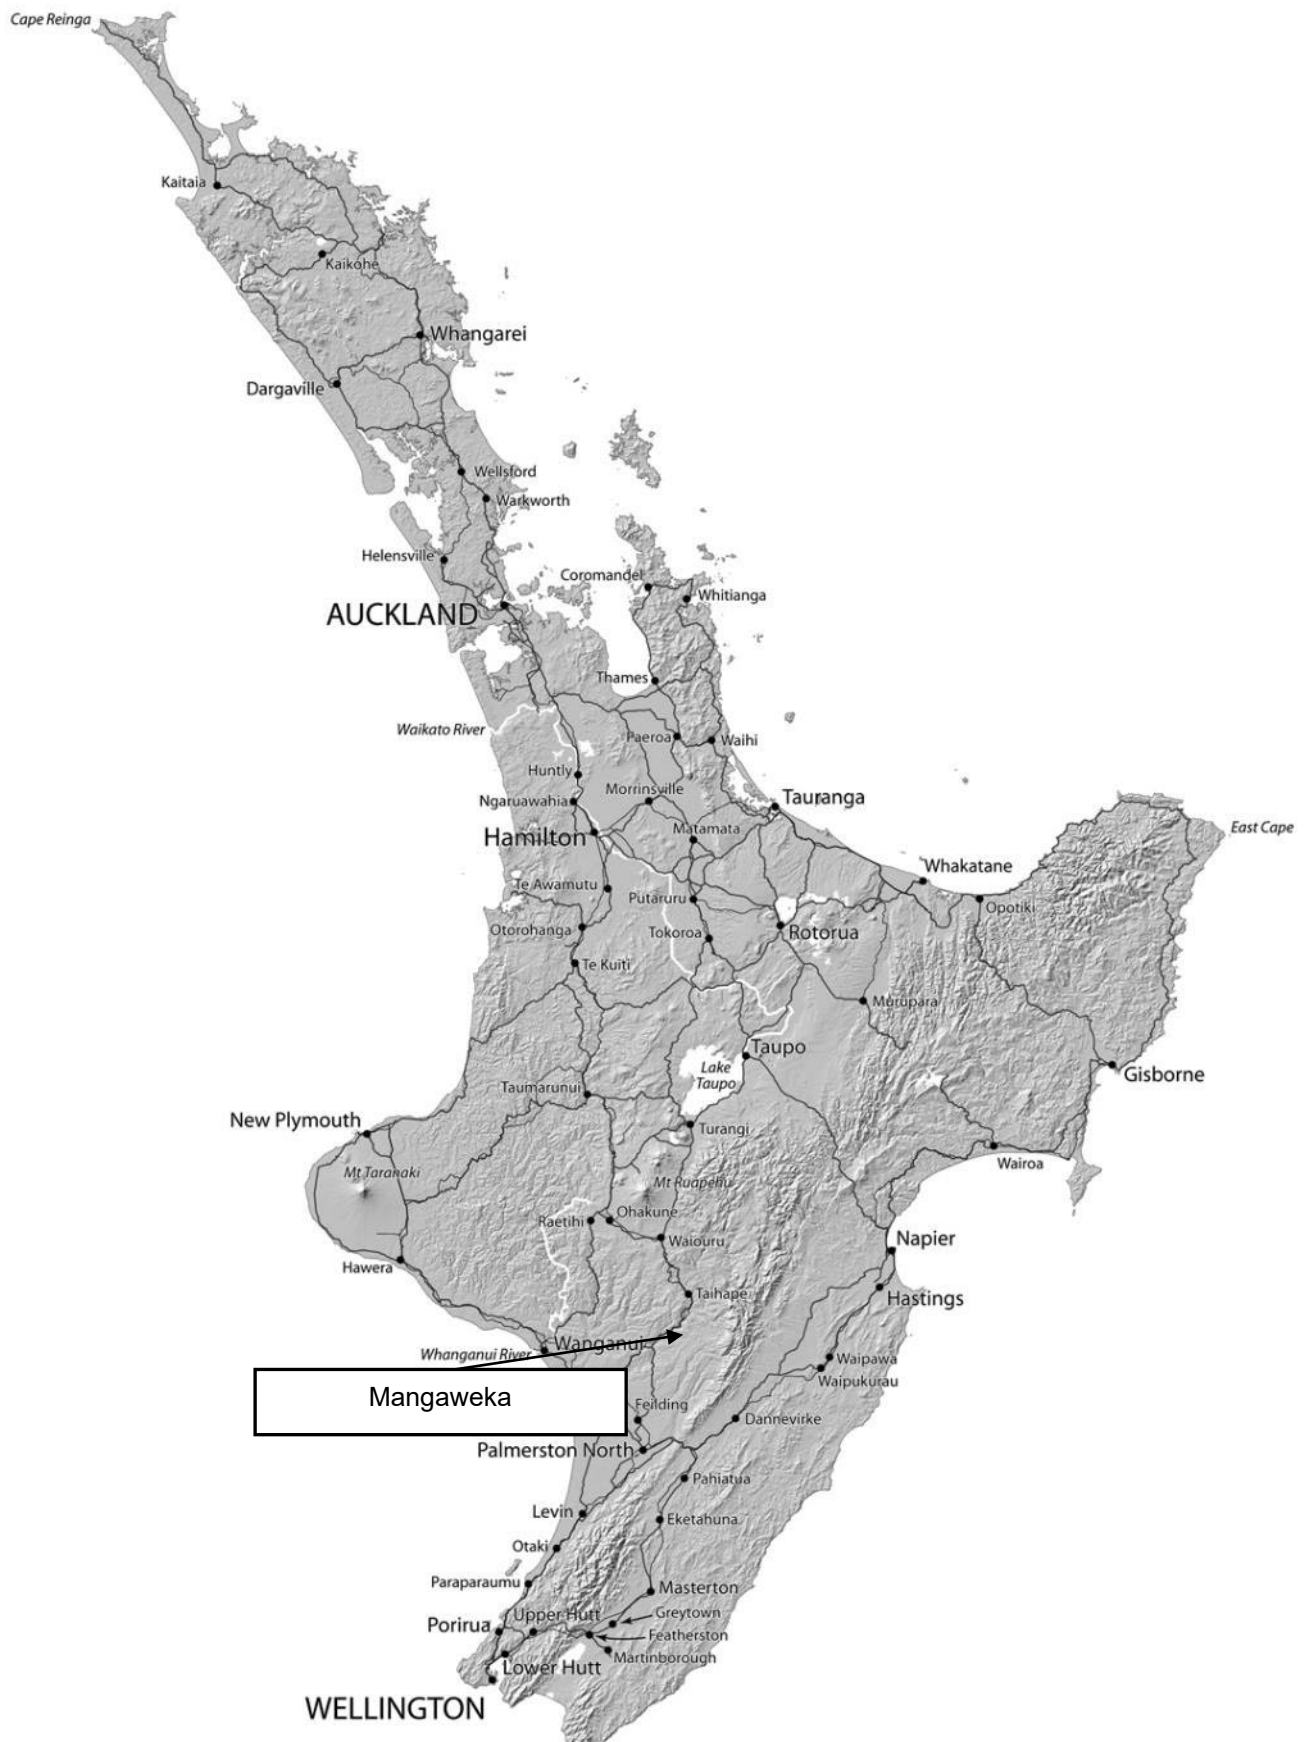 Cape Reinga
Kaitaia
Kaikohe
Whangarei
Dargaville
Wellsford
Warkworth
Helensville
Coromandel
Whitianga
AUCKLAND
Thames
Waikato River
Paeroa
Waihi
Huntly
Morrinsville
Ngaruawahia
Tauranga
Hamilton
Matamata
East Cape
Whakatane
Te Awamutu
Putaruru
Opotiki
Otorohanga
Tokoroa
Rotorua
Te Kuiti
Murupara
Taupo
Lake
Taupo
Gisborne
Taumarunui
New Plymouth
Turangi
Wairoa
Mt Taranaki
Mt Ruapehu
Raetihi
Ohakune
Waiouru
Napier
Hawera
Taihape
Hastings
Wanganui
Whanganui River
Waipawa
Waipukurau
Mangaweka
Feilding
Dannevirke
Palmerston North
Pahiatua
Levin
Eketahuna
Otaki
Paraparaumu
Masterton
Upper Hutt
Greytown
Porirua
Featherston
Martinborough
Lower Hutt
WELLINGTON